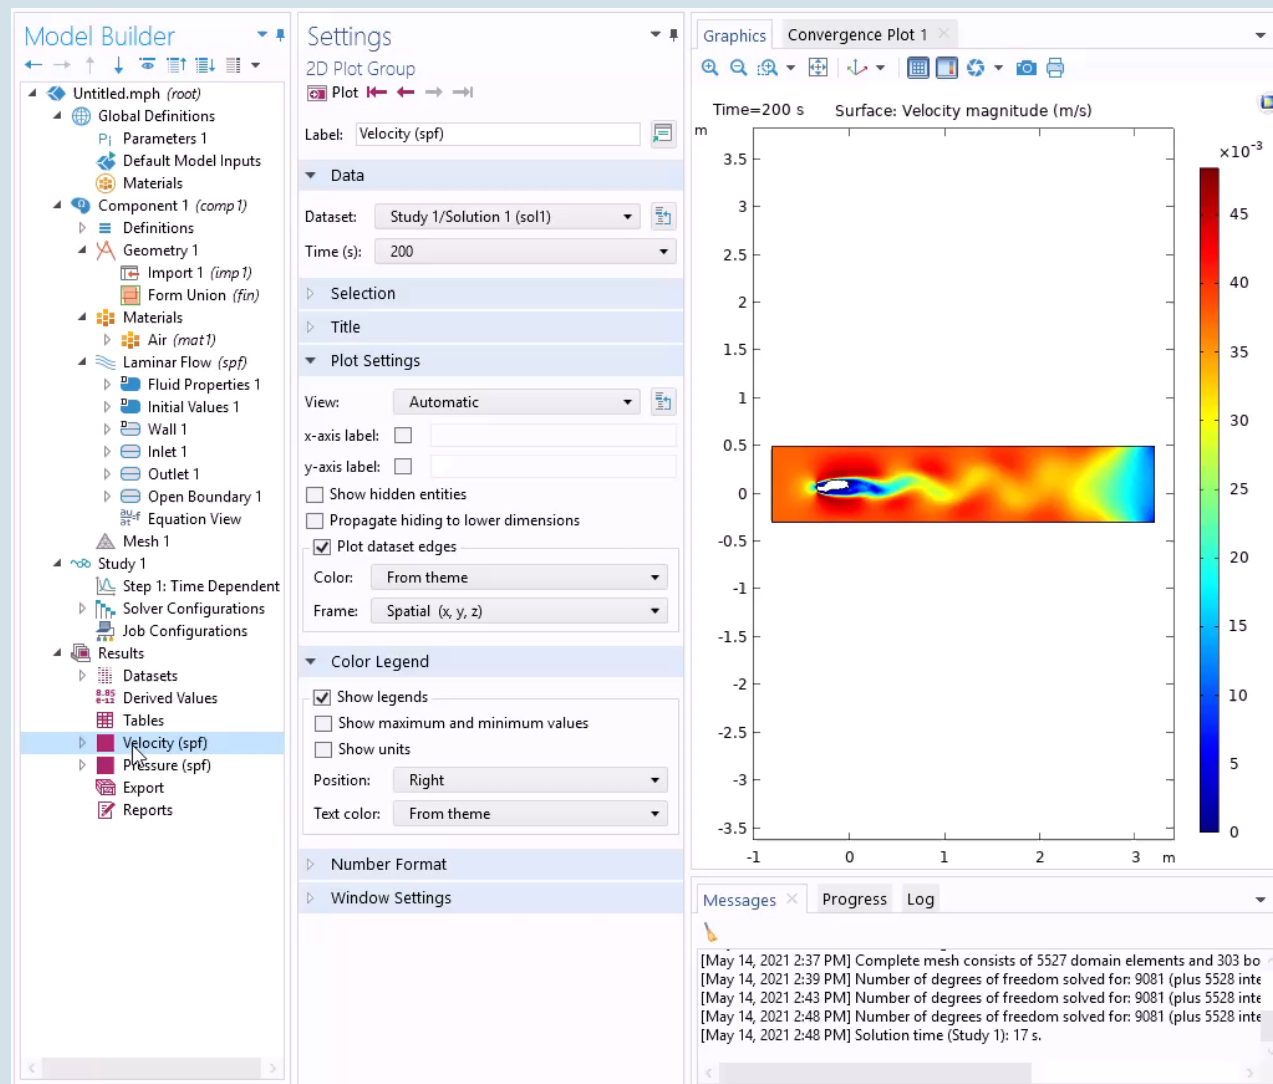 Model Builder
Untitled.mph (root)
Global Definitions
Pi Parameters 1
Default Model Inputs
Materials
Component 1 (comp1)
Definitions
Geometry 1
Import 1 (imp1)
Form Union (fin)
Materials
Air (mat1)
Laminar Flow (spf)
Fluid Properties 1
Initial Values 1
Wall 1
Inlet 1
Outlet 1
Open Boundary 1
Equation View
Mesh 1
Study 1
Step 1: Time Dependent
Solver Configurations
Job Configurations
Results
Datasets
8.85 e-12 Derived Values
Tables
Velocity (spf)
Pressure (spf)
Export
Reports
Settings
2D Plot Group
Plot
Label: Velocity (spf)
Data
Dataset: Study 1/Solution 1 (sol1)
Time (s): 200
Selection
Title
Plot Settings
View: Automatic
x-axis label:
y-axis label:
Show hidden entities
Propagate hiding to lower dimensions
Plot dataset edges
Color: From theme
Frame: Spatial (x, y, z)
Color Legend
Show legends
Show maximum and minimum values
Show units
Position: Right
Text color: From theme
Number Format
Window Settings
Graphics Convergence Plot 1
Time=200 s Surface: Velocity magnitude (m/s)
m
×10⁻³
3.5
3
2.5
2
1.5
1
0.5
0
-0.5
-1
-1.5
-2
-2.5
-3
-3.5
-1 0 1 2 3 m
45
40
35
30
25
20
15
10
5
0
Messages Progress Log
[May 14, 2021 2:37 PM] Complete mesh consists of 5527 domain elements and 303 bo
[May 14, 2021 2:39 PM] Number of degrees of freedom solved for: 9081 (plus 5528 inte
[May 14, 2021 2:43 PM] Number of degrees of freedom solved for: 9081 (plus 5528 inte
[May 14, 2021 2:48 PM] Number of degrees of freedom solved for: 9081 (plus 5528 inte
[May 14, 2021 2:48 PM] Solution time (Study 1): 17 s.